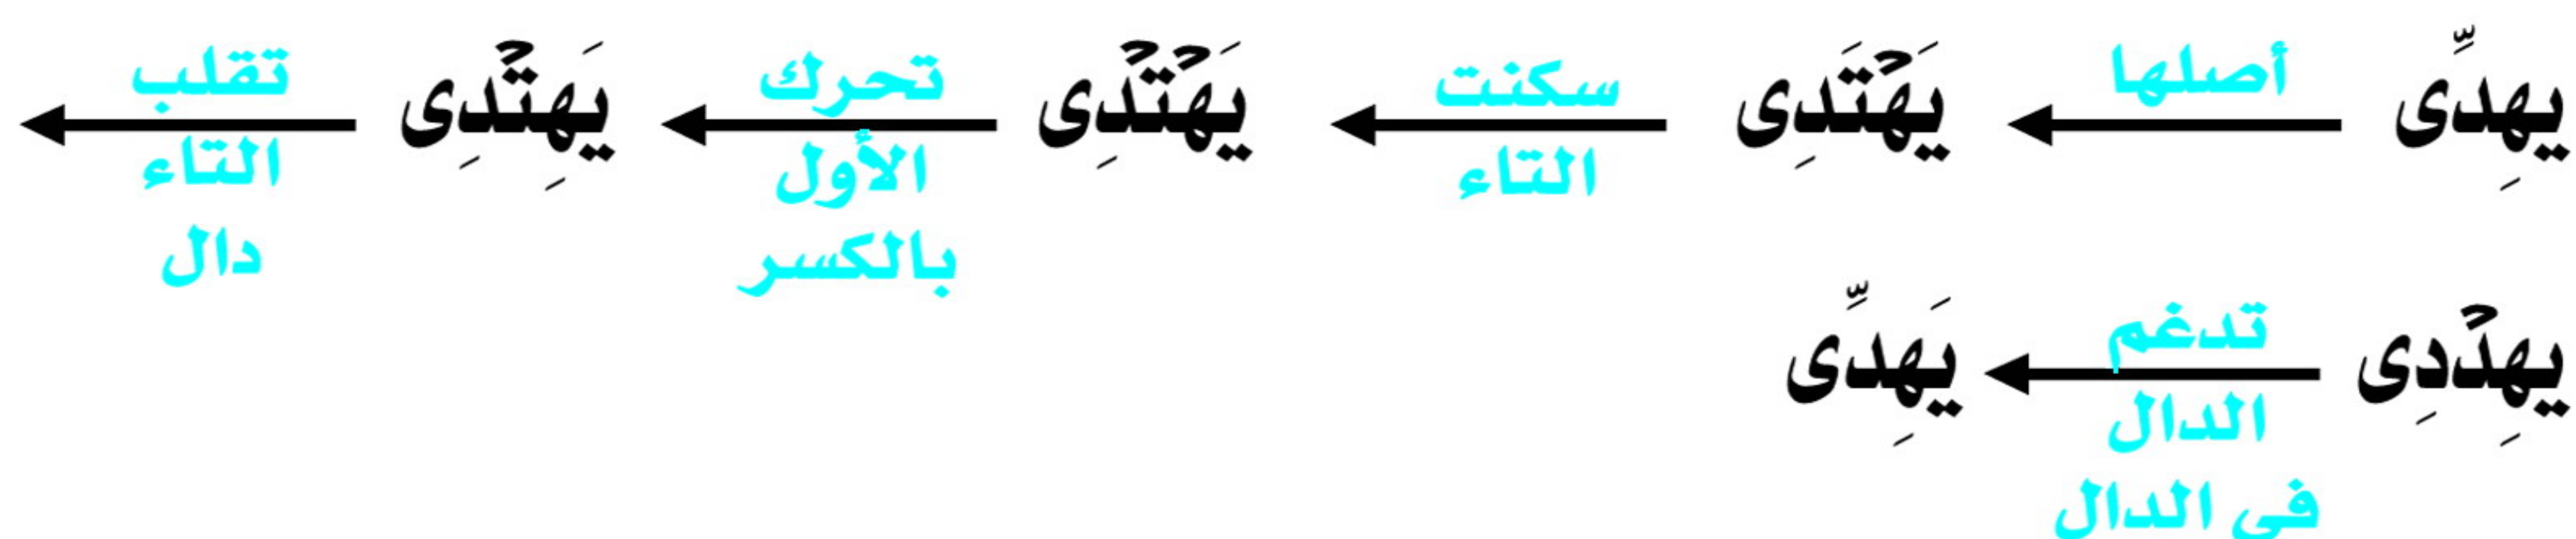 يهِدِّى
أصلها
يَهْتَدِى
سكنت
التاء
يَهْتْدِى
تحرك
الأول
بالكسر
يَهِتْدِى
تقلب
التاء
دال
يهِدْدِى
تدغم
الدال
فى الدال
يَهِدِّى